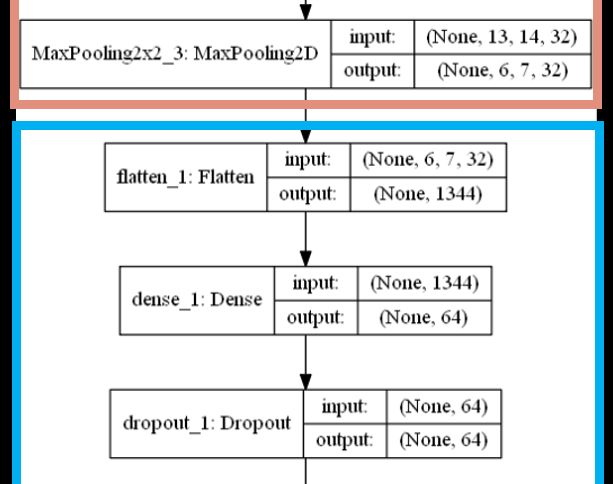 MaxPooling2x2_3: MaxPooling2D
input: (None, 13, 14, 32)
output: (None, 6, 7, 32)
flatten_1: Flatten
input: (None, 6, 7, 32)
output: (None, 1344)
dense_1: Dense
input: (None, 1344)
output: (None, 64)
dropout_1: Dropout
input: (None, 64)
output: (None, 64)